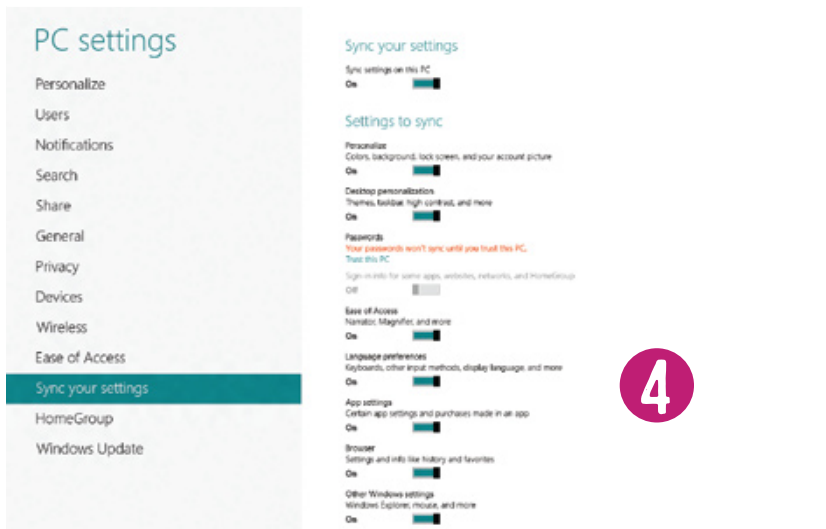 PC settings
Personalize
Users
Notifications
Search
Share
General
Privacy
Devices
Wireless
Ease of Access
Sync your settings
HomeGroup
Windows Update
Sync your settings
Sync settings on this PC
On
Settings to sync
Personalize
Colors, background, lock screen, and your account picture
On
Desktop personalization
Themes, taskbar, high contrast, and more
On
Passwords
Your passwords won't sync until you trust this PC.
Trust this PC
Sign-in info for some apps, websites, networks, and HomeGroup
Off
Ease of Access
Narrator, Magnifier, and more
On
Language preferences
Keyboards, other input methods, display language, and more
On
App settings
Certain app settings and purchases made in an app
On
Browser
Settings and info like history and favorites
On
Other Windows settings
Windows Explorer, mouse, and more
On
4